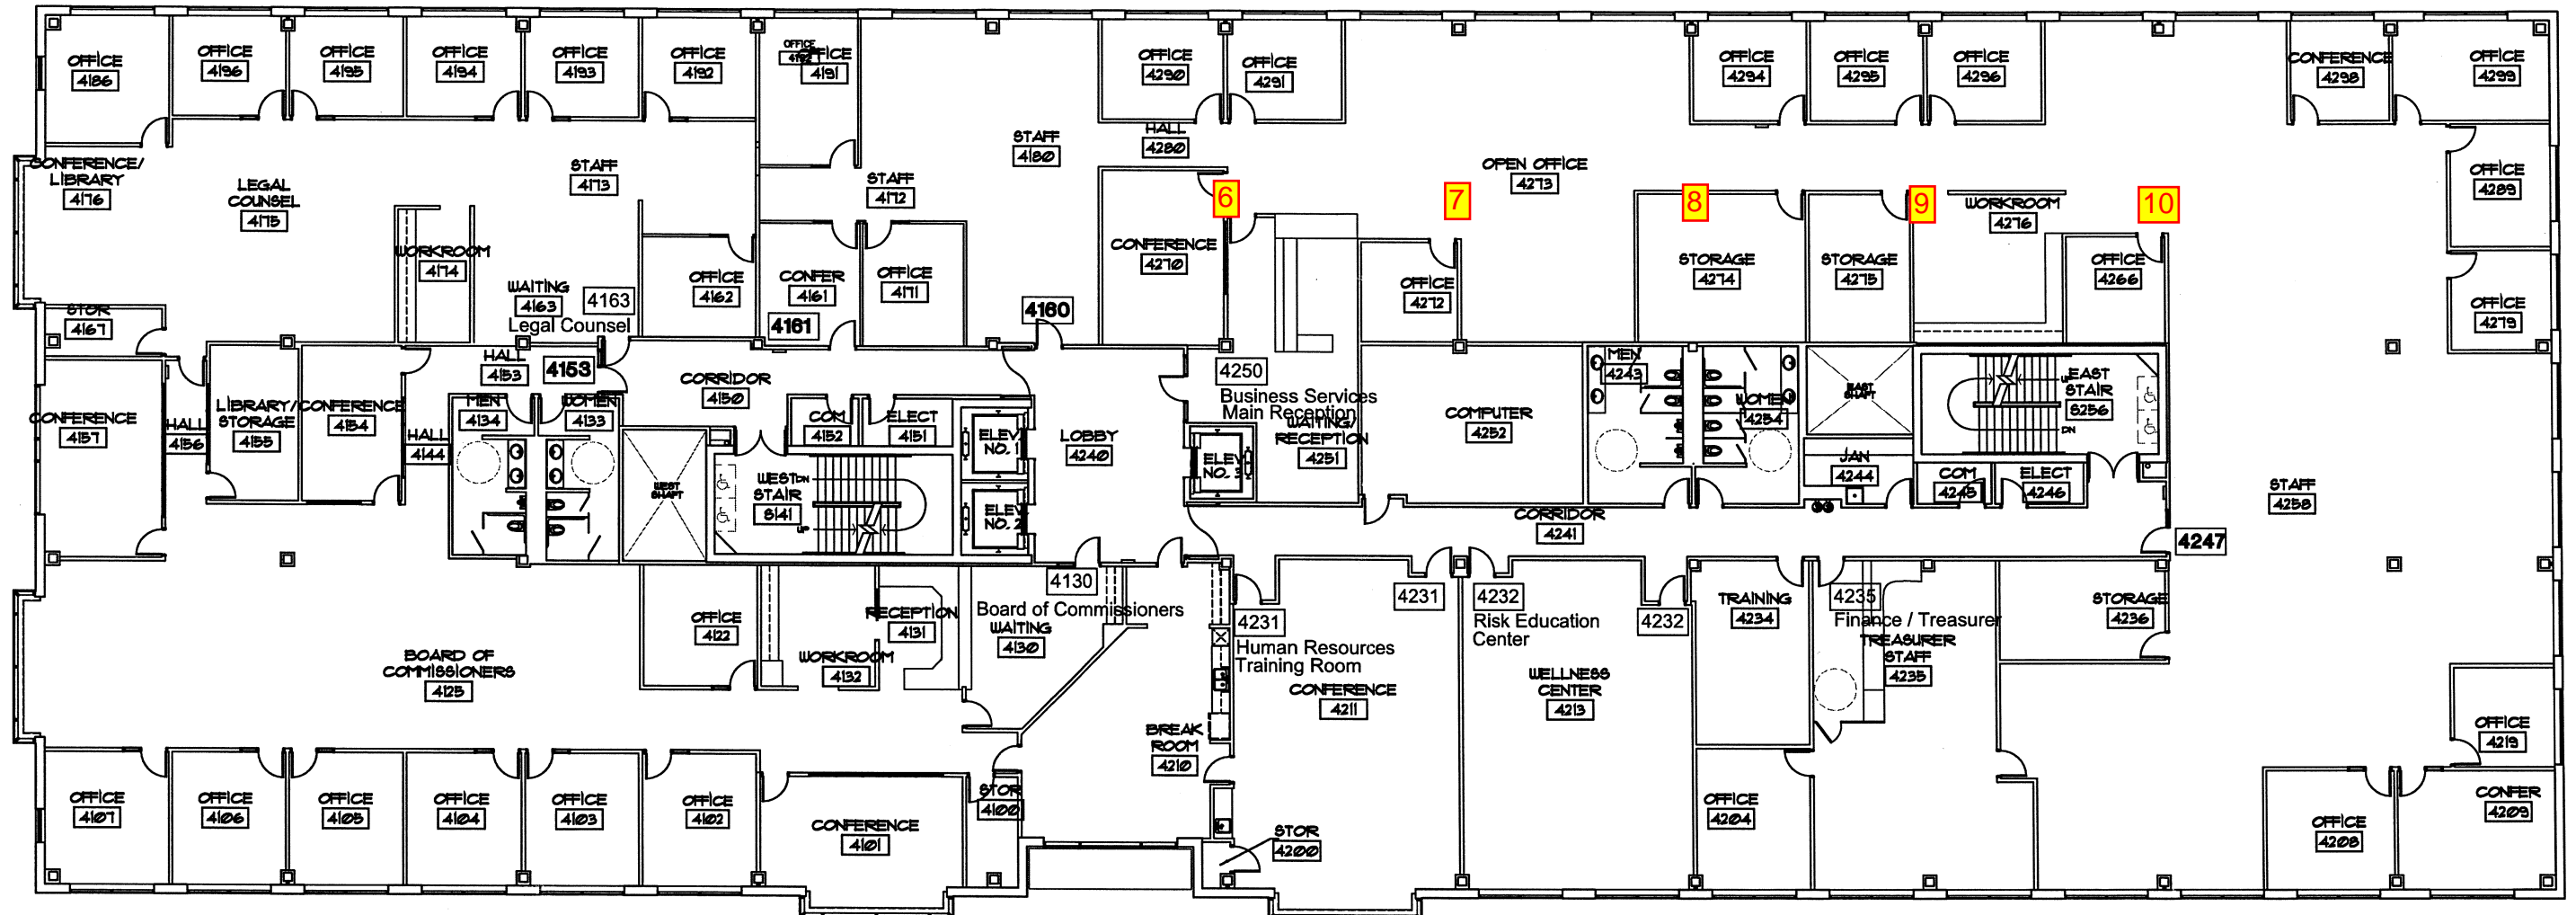 OFFICE
4186
OFFICE
4196
OFFICE
4195
OFFICE
4194
OFFICE
4193
OFFICE
4192
OFFICE
OFFICE
4191
OFFICE
4290
OFFICE
4291
OFFICE
4294
OFFICE
4295
OFFICE
4296
CONFERENCE
4298
OFFICE
4299
CONFERENCE/
LIBRARY
4176
LEGAL
COUNSEL
4175
STAFF
4173
STAFF
4172
STAFF
4180
HALL
4280
OPEN OFFICE
4273
OFFICE
4289
6
7
8
9
10
WORKROOM
4276
WORKROOM
4174
WAITING
4163
4163
Legal Counsel
OFFICE
4162
CONFER
4161
4161
OFFICE
4171
4160
CONFERENCE
4270
OFFICE
4272
STORAGE
4274
STORAGE
4275
OFFICE
4266
OFFICE
4279
STOR
4167
HALL
4153
4153
CORRIDOR
4150
4250
Business Services
Main Reception
WAITING/
RECEPTION
4251
COMPUTER
4252
MEN
4243
WOMEN
4254
EAST
SHAFT
EAST
STAIR
S256
UP
DN
CONFERENCE
4157
HALL
4156
LIBRARY/
STORAGE
4155
CONFERENCE
4154
HALL
4144
MEN
4134
WOMEN
4133
WEST
SHAFT
WEST
STAIR
S141
DN
UP
COM
4152
ELECT
4151
ELEV.
NO. 1
ELEV.
NO. 2
LOBBY
4240
ELEV.
NO. 3
JAN
4244
COM
4245
ELECT
4246
STAFF
4258
CORRIDOR
4241
4247
BOARD OF
COMMISSIONERS
4125
OFFICE
4122
WORKROOM
4132
RECEPTION
4131
4130
Board of Commissioners
WAITING
4130
4231
Human Resources
Training Room
CONFERENCE
4211
4231
4232
Risk Education
Center
4232
WELLNESS
CENTER
4213
TRAINING
4234
4235
Finance / Treasurer
TREASURER
STAFF
4235
STORAGE
4236
BREAK
ROOM
4210
OFFICE
4219
OFFICE
4107
OFFICE
4106
OFFICE
4105
OFFICE
4104
OFFICE
4103
OFFICE
4102
CONFERENCE
4101
STOR
4100
STOR
4200
OFFICE
4204
OFFICE
4208
CONFER
4209